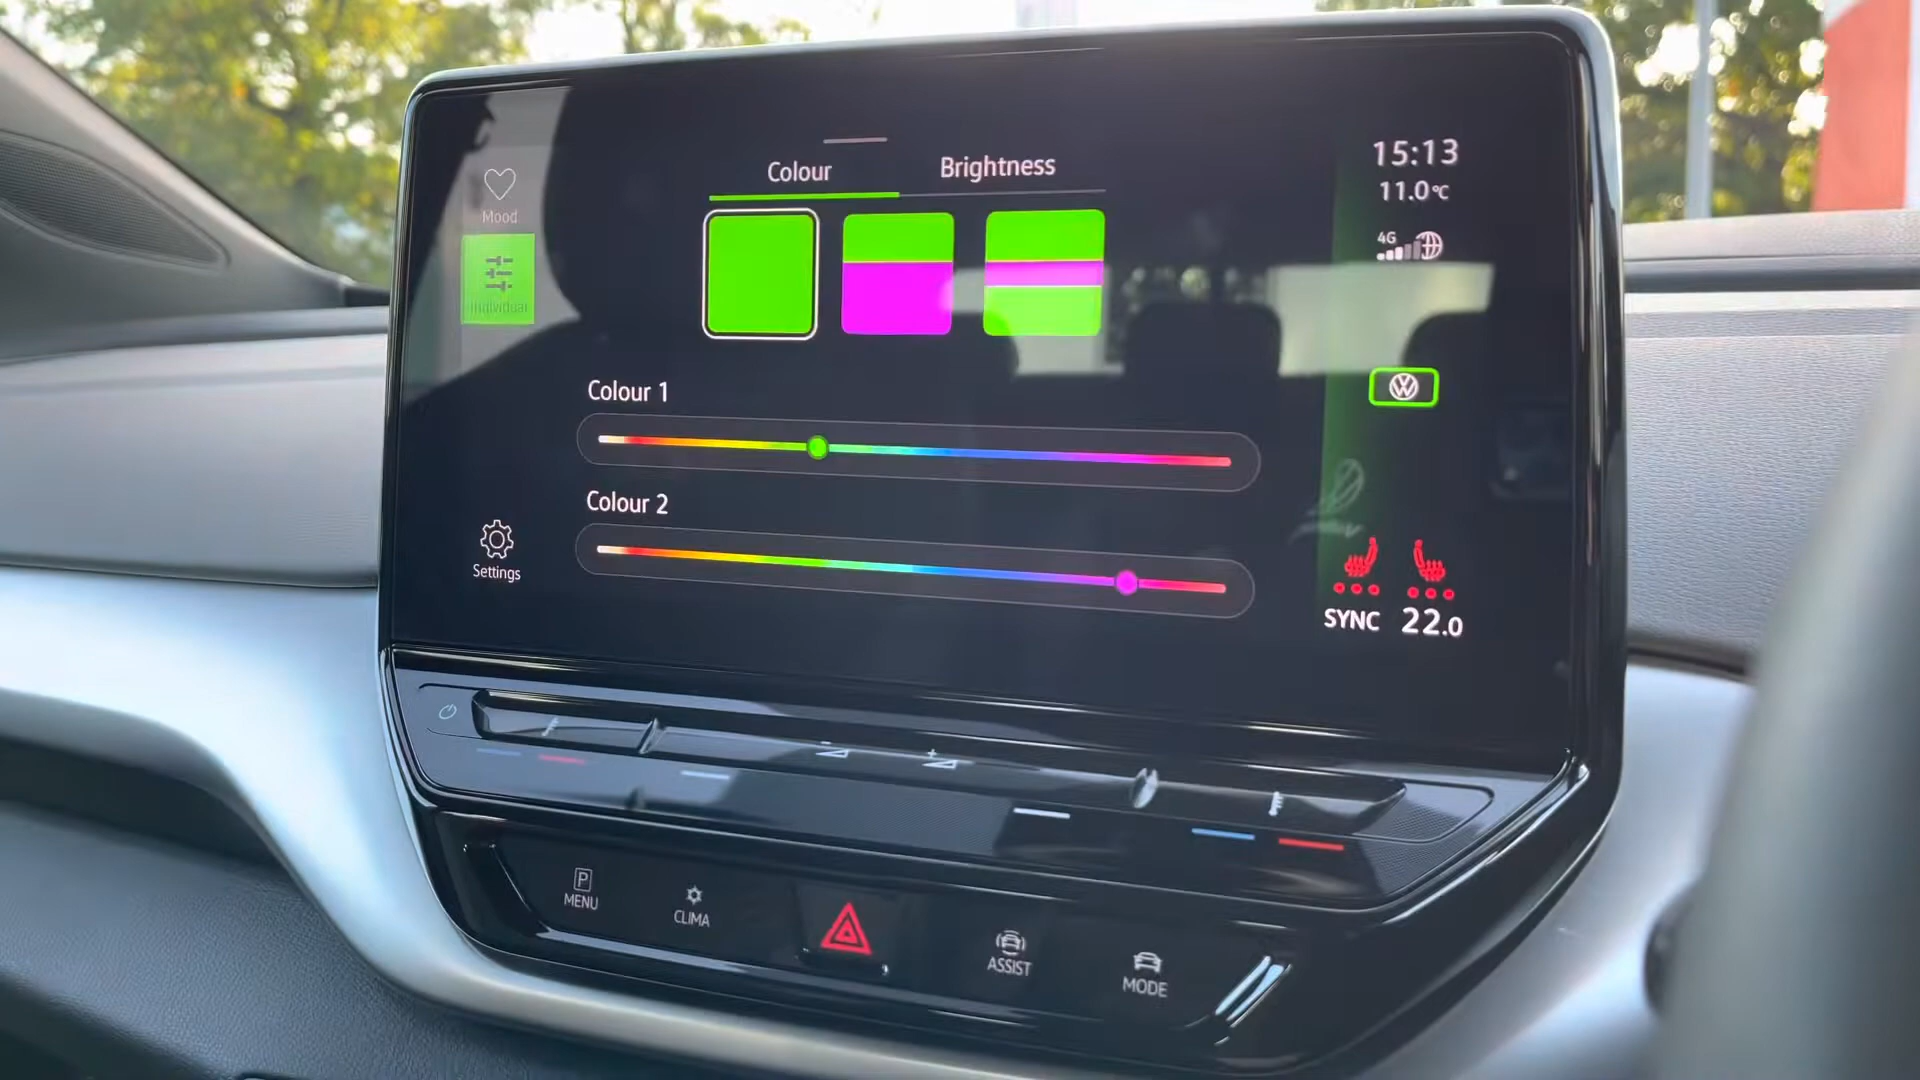 Colour
Brightness
15:13
11.0°C
Mood
4G
Individual
Colour 1
Colour 2
Settings
SYNC 22.0
P
MENU
CLIMA
ASSIST
MODE